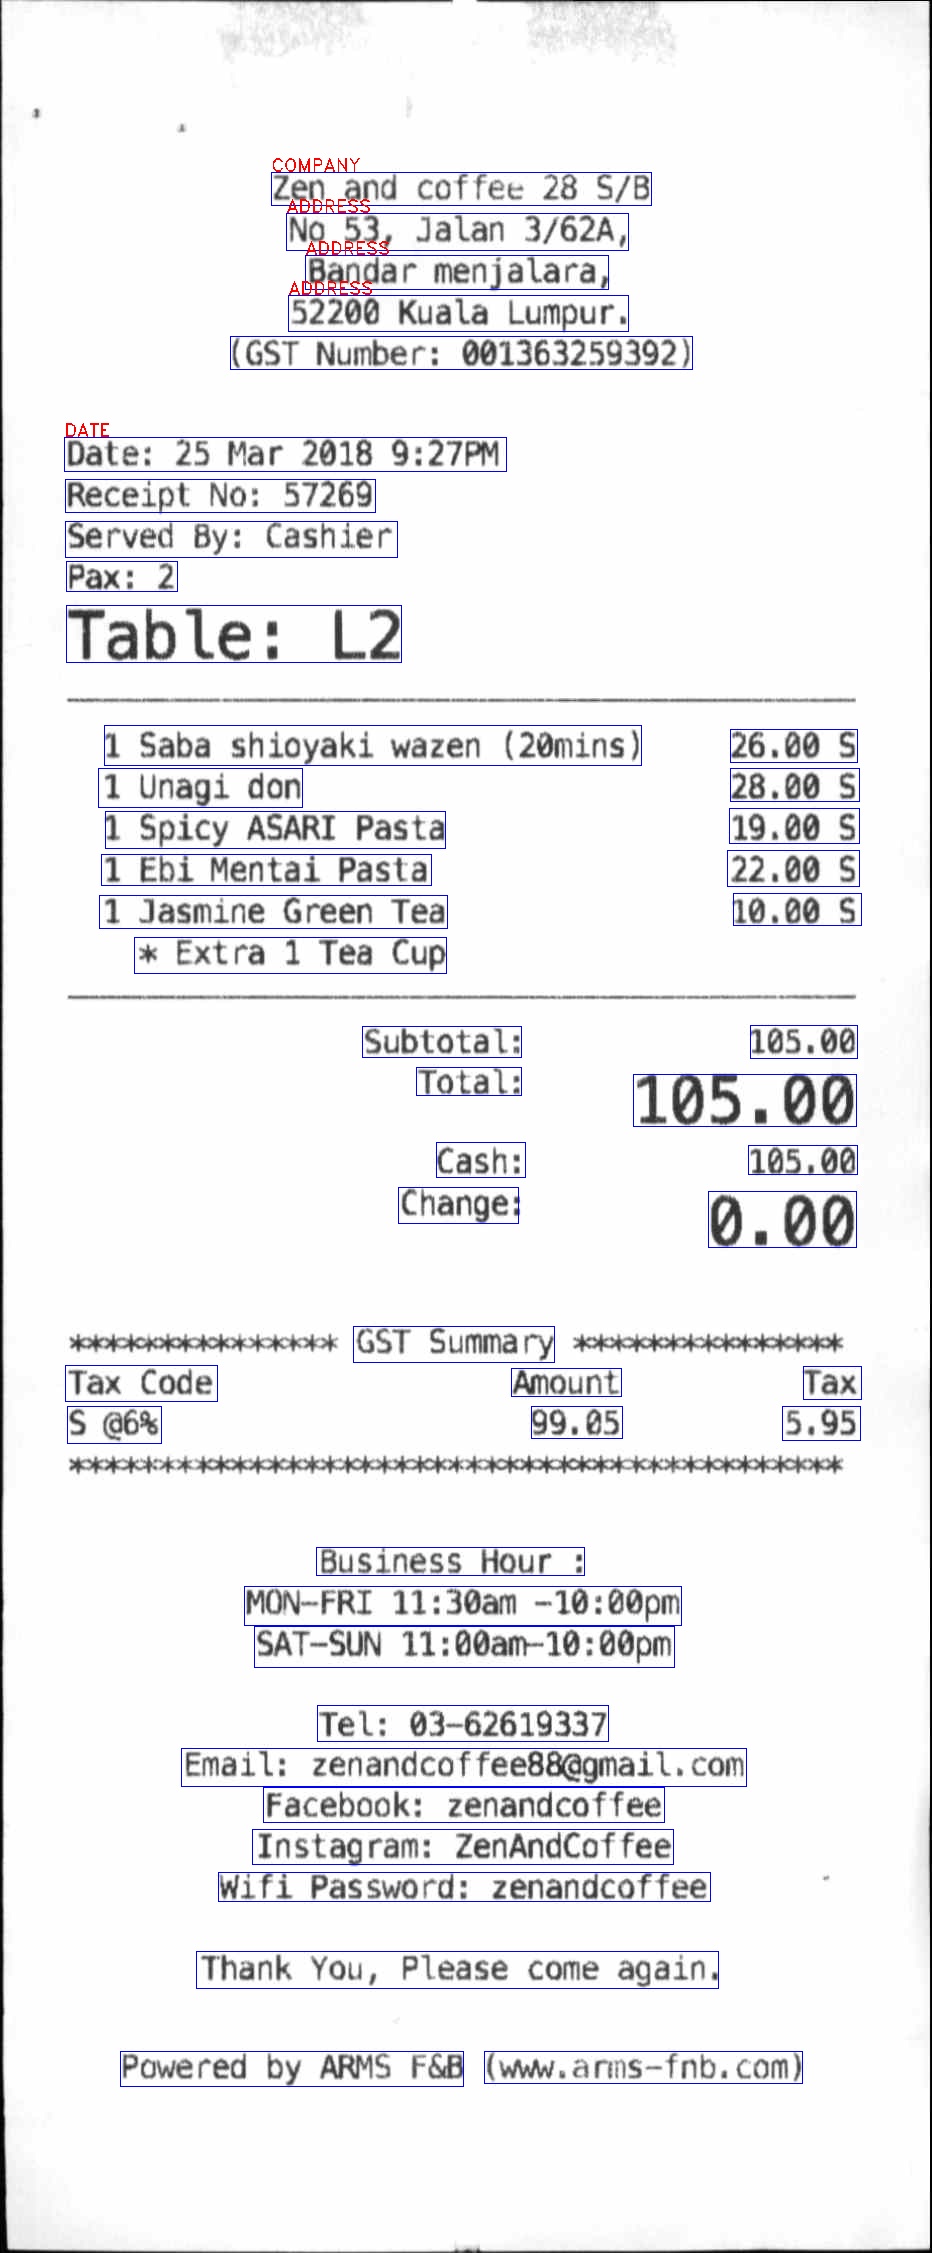 COMPANY
Zen and coffee 28 S/B
ADDRESS
No 53, Jalan 3/62A,
ADDRESS
Bandar menjalara,
ADDRESS
52200 Kuala Lumpur.
(GST Number: 001363259392)
DATE
Date: 25 Mar 2018 9:27PM
Receipt No: 57269
Served By: Cashier
Pax: 2
Table: L2
1 Saba shioyaki wazen (20mins) 26.00 S
1 Unagi don 28.00 S
1 Spicy ASARI Pasta 19.00 S
1 Ebi Mentai Pasta 22.00 S
1 Jasmine Green Tea 10.00 S
* Extra 1 Tea Cup
Subtotal: 105.00
Total: 105.00
Cash: 105.00
Change: 0.00
*************** GST Summary ***************
Tax Code Amount Tax
S @6% 99.05 5.95
*******************************************
Business Hour :
MON-FRI 11:30am -10:00pm
SAT-SUN 11:00am-10:00pm
Tel: 03-62619337
Email: zenandcoffee88@gmail.com
Facebook: zenandcoffee
Instagram: ZenAndCoffee
Wifi Password: zenandcoffee
Thank You, Please come again.
Powered by ARMS F&B (www.arms-fnb.com)